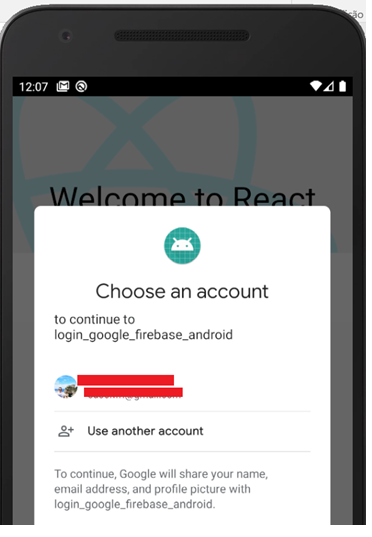 12:07
Welcome to React
Choose an account
to continue to
login_google_firebase_android
Use another account
To continue, Google will share your name,
email address, and profile picture with
login_google_firebase_android.